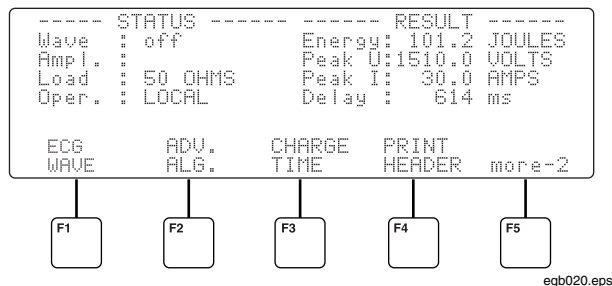 ----- STATUS ------ ------ RESULT ------
Wave : off Energy: 101.2 JOULES
Ampl.: Peak U:1510.0 VOLTS
Load : 50 OHMS Peak I: 30.0 AMPS
Oper. : LOCAL Delay : 614 ms
ECG ADV. CHARGE PRINT
WAVE ALG. TIME HEADER more-2
F1 F2 F3 F4 F5
eqb020.eps